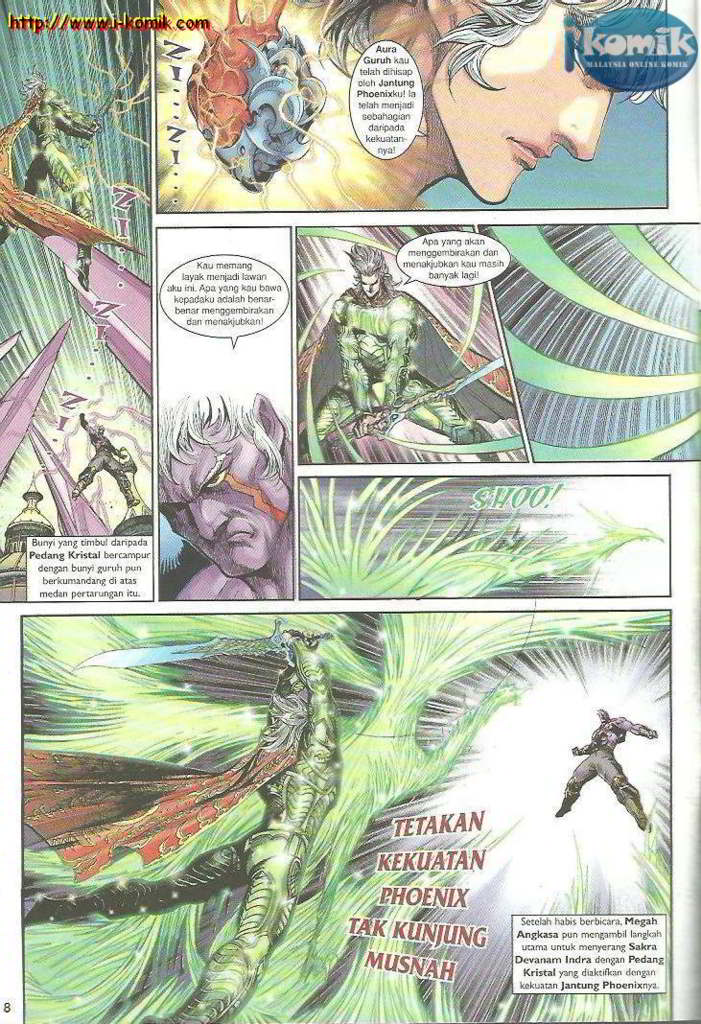 http://www.i-komik.com
ikomik
MALAYSIA ONLINE KOMIK
Aura
Guruh kau
telah dihisap
oleh Jantung
Phoenixku! Ia
telah menjadi
sebahagian
daripada
kekuatan-
nya!
ZI...ZI...ZI...
ZI...
ZI...
ZI...
Bunyi yang timbul daripada
Pedang Kristal bercampur
dengan bunyi guruh pun
berkumandang di atas
medan pertarungan itu.
Kau memang
layak menjadi lawan
aku ini. Apa yang kau bawa
kepadaku adalah benar-
benar menggembirakan
dan menakjubkan!
Apa yang akan
menggembirakan dan
menakjubkan kau masih
banyak lagi!
SHOO!
TETAKAN
KEKUATAN
PHOENIX
TAK KUNJUNG
MUSNAH
Setelah habis berbicara, Megah
Angkasa pun mengambil langkah
utama untuk menyerang Sakra
Devanam Indra dengan Pedang
Kristal yang diaktifkan dengan
kekuatan Jantung Phoenixnya.
8